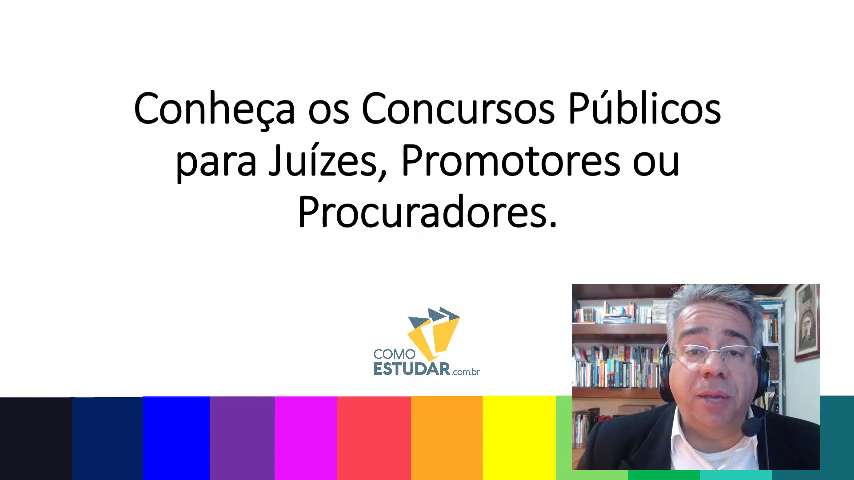 Conheça os Concursos Públicos
para Juízes, Promotores ou
Procuradores.
COMO
ESTUDAR.com.br